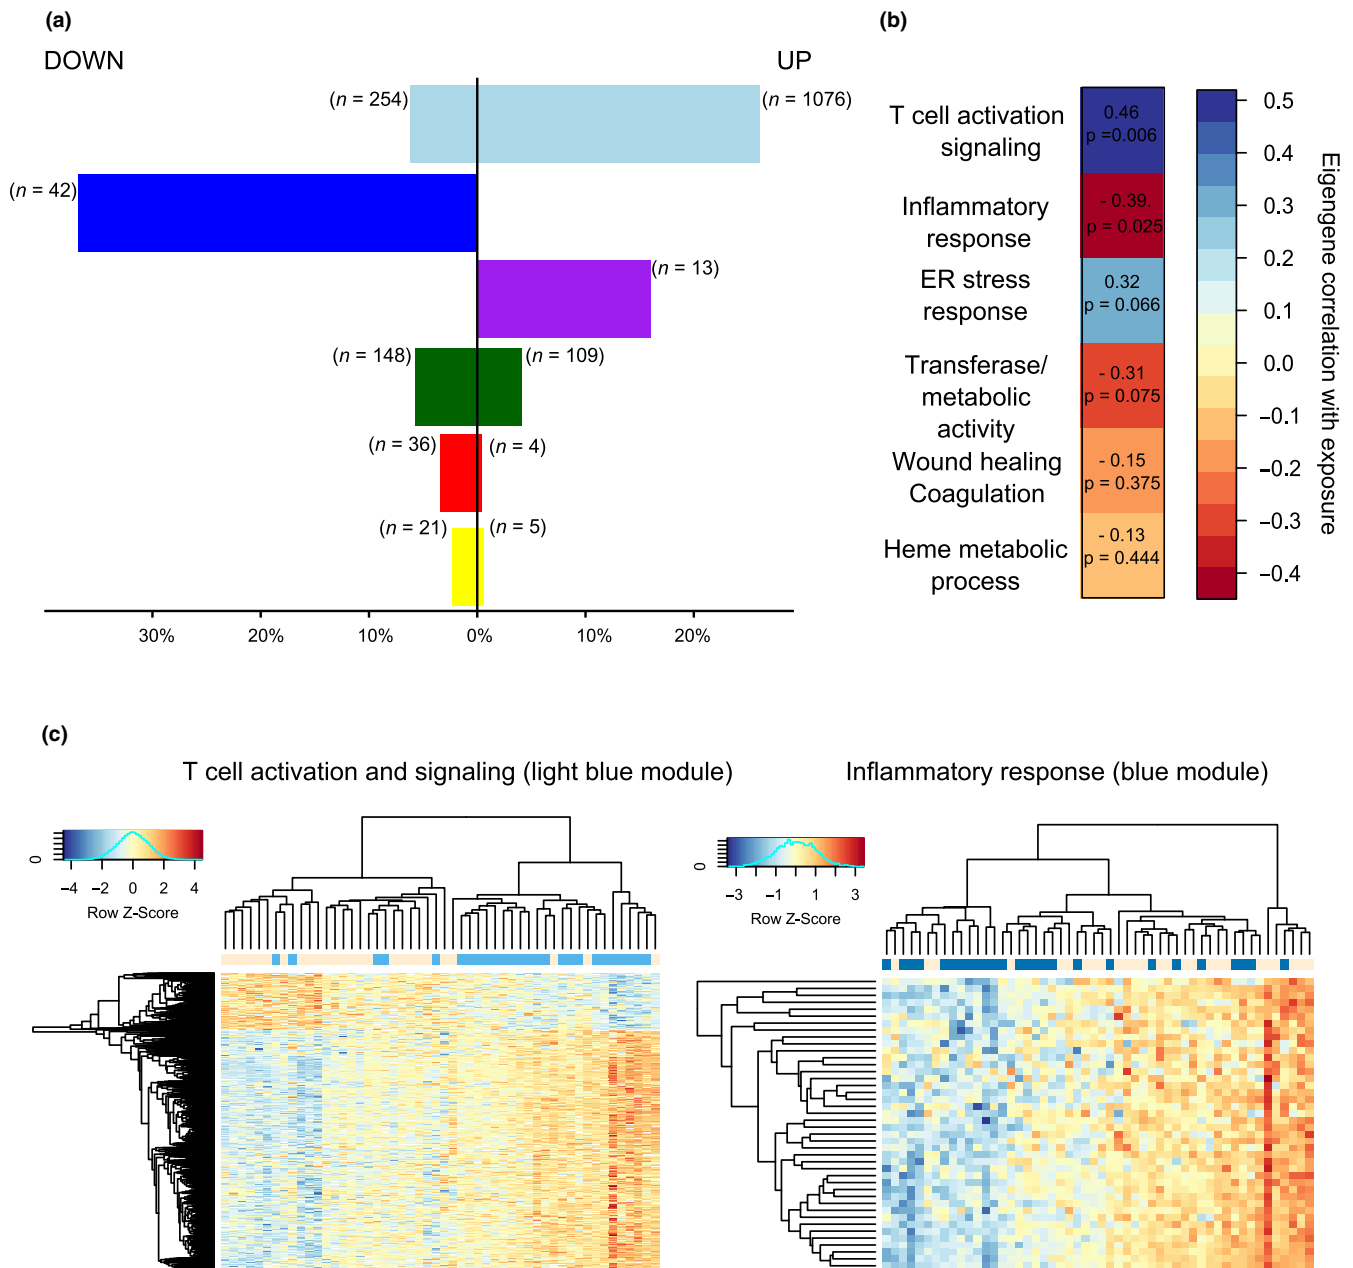 (a)
DOWN
UP
(n = 254)
(n = 1076)
(n = 42)
(n = 13)
(n = 148)
(n = 109)
(n = 36)
(n = 4)
(n = 21)
(n = 5)
30%
20%
10%
0%
10%
20%
(b)
T cell activation
signaling
0.46
p =0.006
Inflammatory
response
- 0.39.
p = 0.025
ER stress
response
0.32
p = 0.066
Transferase/
metabolic
activity
- 0.31
p = 0.075
Wound healing
Coagulation
- 0.15
p = 0.375
Heme metabolic
process
- 0.13
p = 0.444
0.5
0.4
0.3
0.2
0.1
0.0
−0.1
−0.2
−0.3
−0.4
Eigengene correlation with exposure
(c)
T cell activation and signaling (light blue module)
0
−4 −2 0 2 4
Row Z-Score
Inflammatory response (blue module)
0
−3 −1 1 3
Row Z-Score